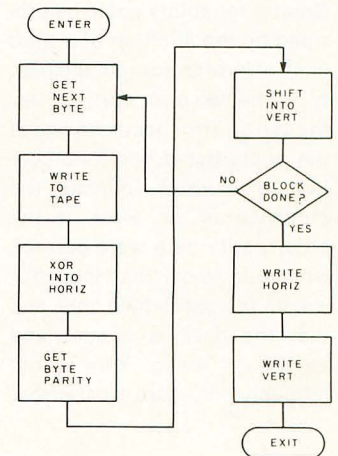 ENTER
GET
NEXT
BYTE
WRITE
TO
TAPE
XOR
INTO
HORIZ
GET
BYTE
PARITY
SHIFT
INTO
VERT
NO
BLOCK
DONE?
YES
WRITE
HORIZ
WRITE
VERT
EXIT